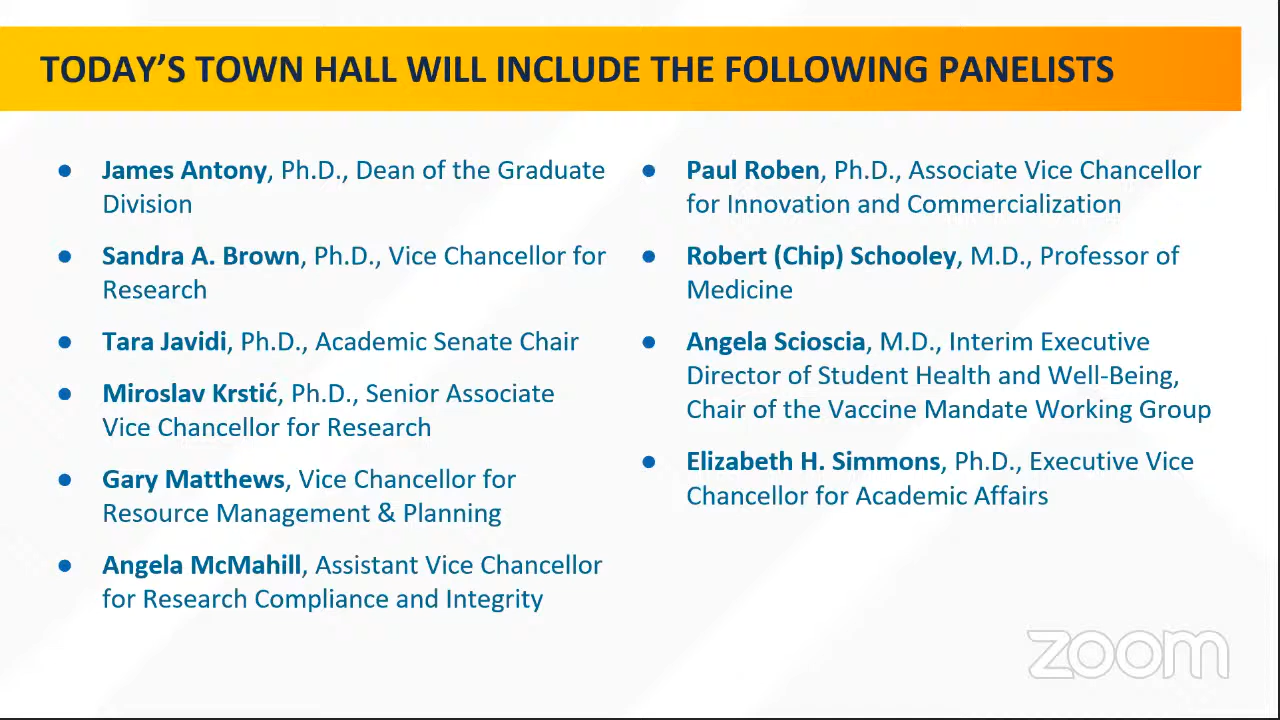 TODAY'S TOWN HALL WILL INCLUDE THE FOLLOWING PANELISTS
● James Antony, Ph.D., Dean of the Graduate
Division
● Sandra A. Brown, Ph.D., Vice Chancellor for
Research
● Tara Javidi, Ph.D., Academic Senate Chair
● Miroslav Krstić, Ph.D., Senior Associate
Vice Chancellor for Research
● Gary Matthews, Vice Chancellor for
Resource Management & Planning
● Angela McMahill, Assistant Vice Chancellor
for Research Compliance and Integrity
● Paul Roben, Ph.D., Associate Vice Chancellor
for Innovation and Commercialization
● Robert (Chip) Schooley, M.D., Professor of
Medicine
● Angela Scioscia, M.D., Interim Executive
Director of Student Health and Well-Being,
Chair of the Vaccine Mandate Working Group
● Elizabeth H. Simmons, Ph.D., Executive Vice
Chancellor for Academic Affairs
zoom